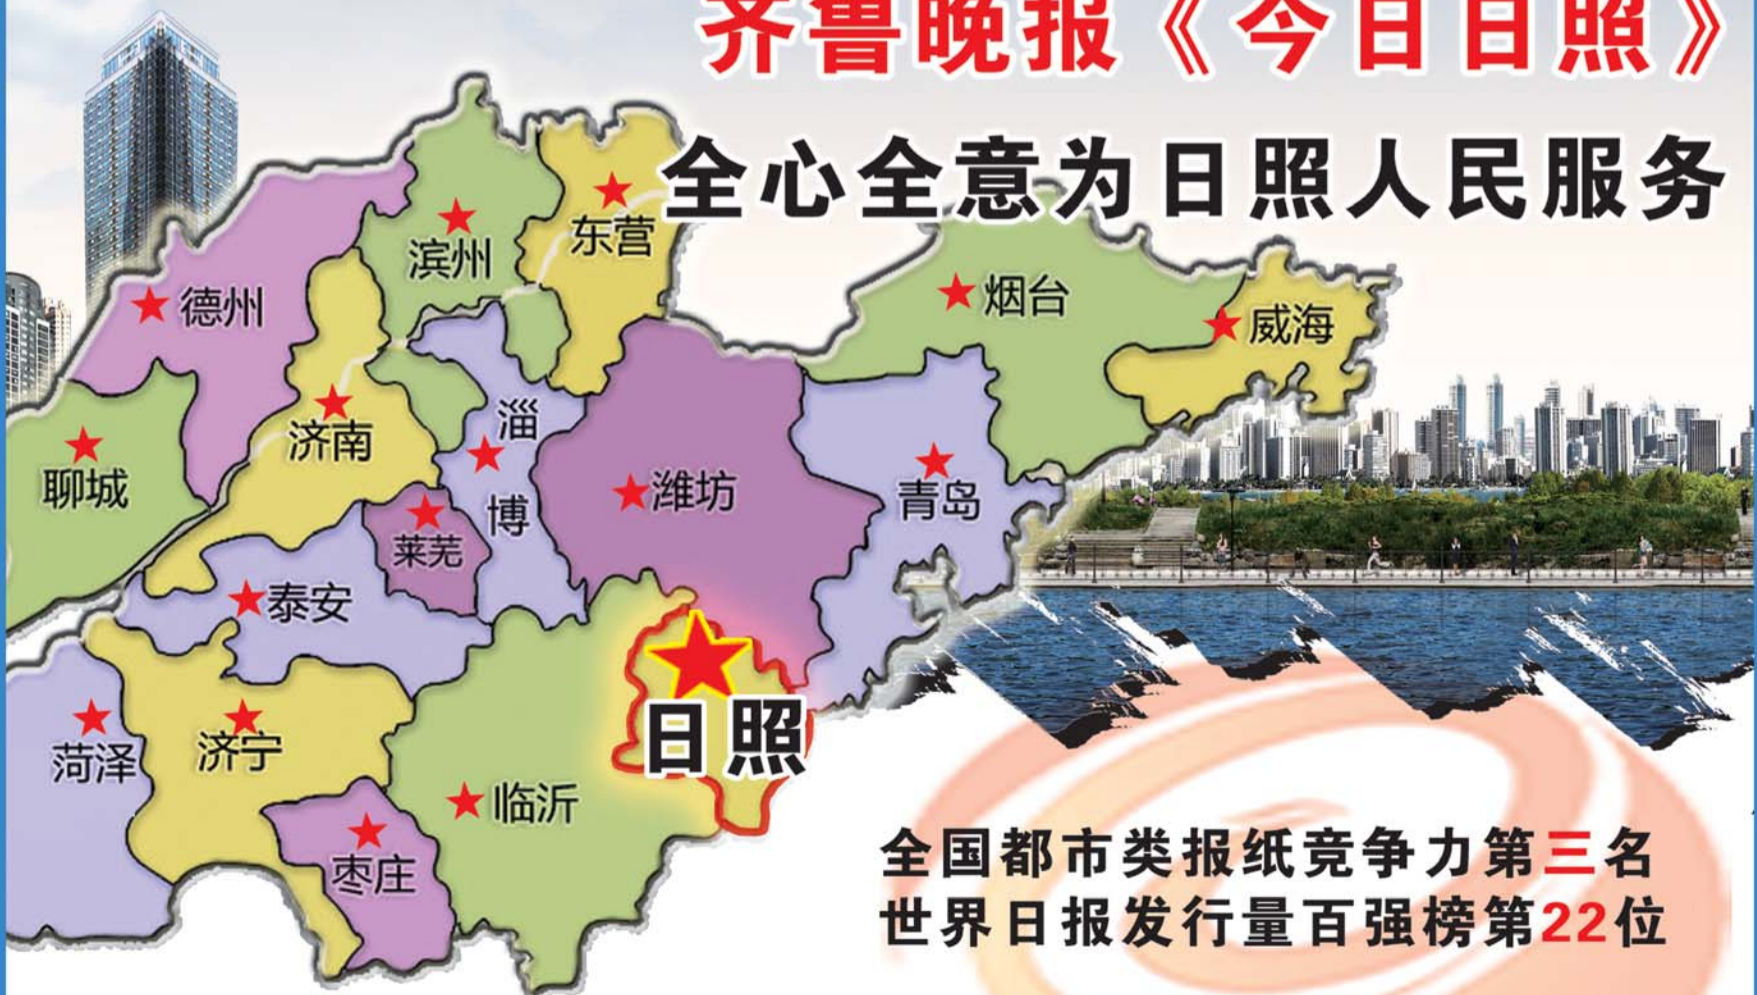 齐鲁晚报《今日日照》
全心全意为日照人民服务
东营
滨州
德州
烟台
威海
淄博
济南
聊城
潍坊
青岛
莱芜
泰安
日照
菏泽
济宁
临沂
枣庄
全国都市类报纸竞争力第三名
世界日报发行量百强榜第22位